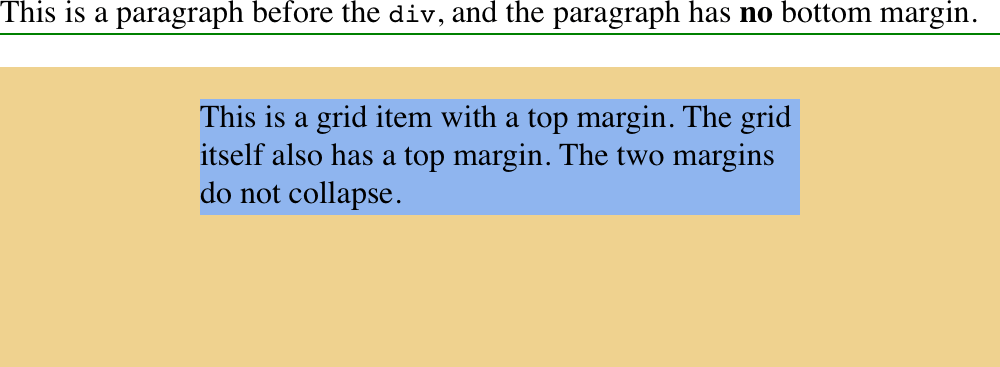 This is a paragraph before the div, and the paragraph has no bottom margin.
This is a grid item with a top margin. The grid
itself also has a top margin. The two margins
do not collapse.